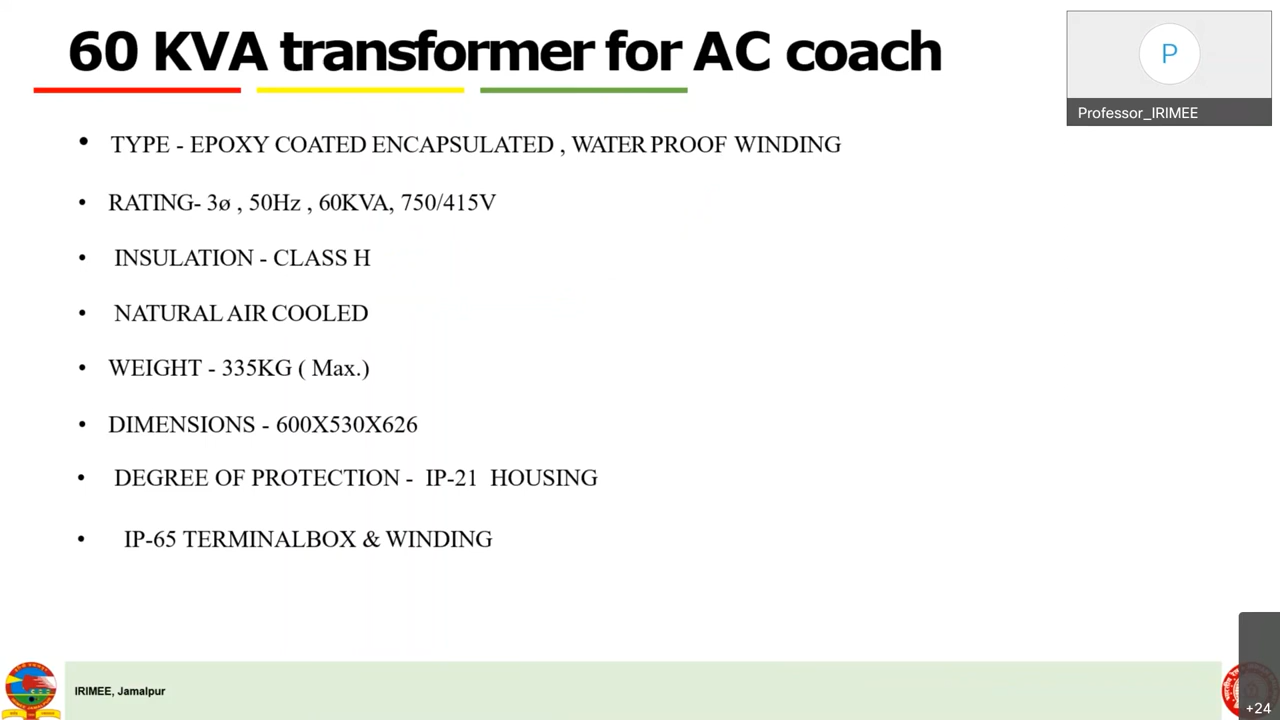 60 KVA transformer for AC coach
P
Professor_IRIMEE
• TYPE - EPOXY COATED ENCAPSULATED , WATER PROOF WINDING
• RATING- 3ø , 50Hz , 60KVA, 750/415V
• INSULATION - CLASS H
• NATURAL AIR COOLED
• WEIGHT - 335KG ( Max.)
• DIMENSIONS - 600X530X626
• DEGREE OF PROTECTION - IP-21 HOUSING
• IP-65 TERMINALBOX & WINDING
IRIMEE, Jamalpur
+24